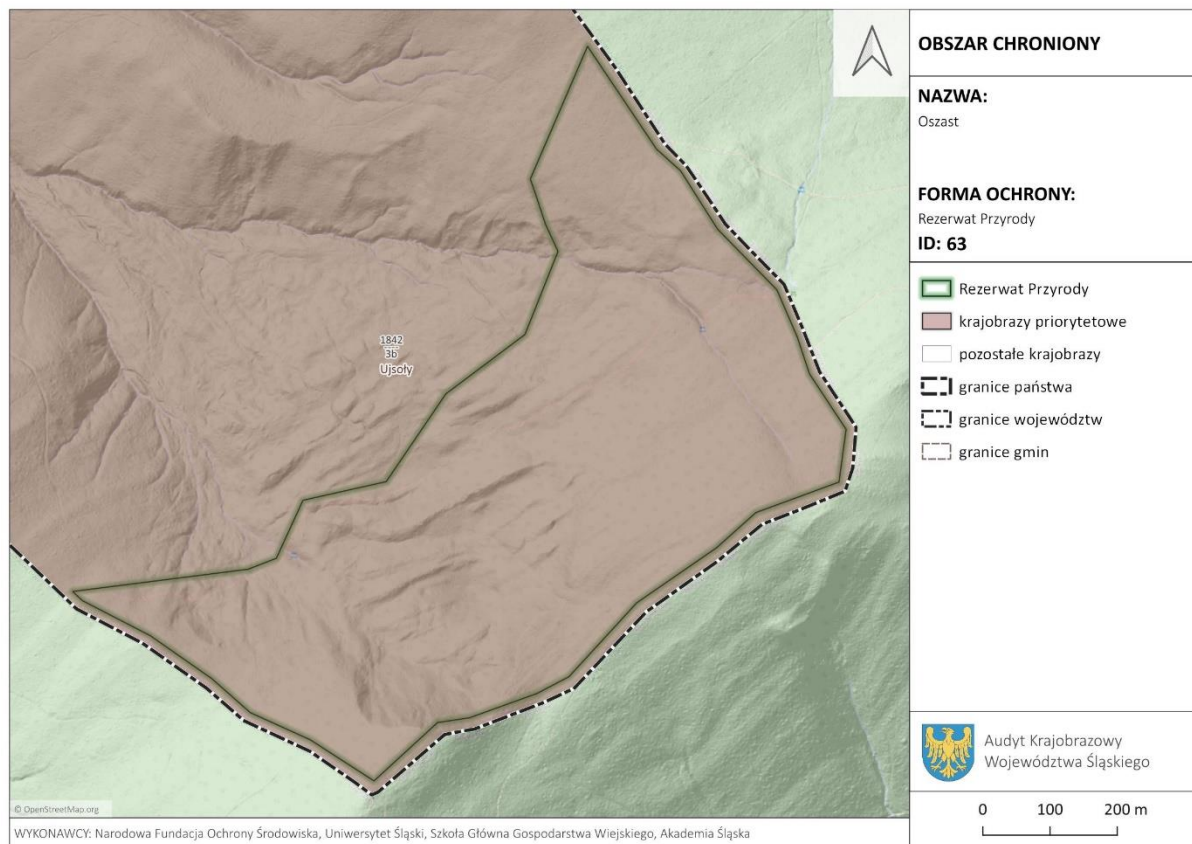 OBSZAR CHRONIONY
NAZWA:
Oszast
FORMA OCHRONY:
Rezerwat Przyrody
ID: 63
Rezerwat Przyrody
krajobrazy priorytetowe
pozostałe krajobrazy
granice państwa
granice województw
granice gmin
1842
3b
Ujsoły
Audyt Krajobrazowy
Województwa Śląskiego
0 100 200 m
© OpenStreetMap.org
WYKONAWCY: Narodowa Fundacja Ochrony Środowiska, Uniwersytet Śląski, Szkoła Główna Gospodarstwa Wiejskiego, Akademia Śląska